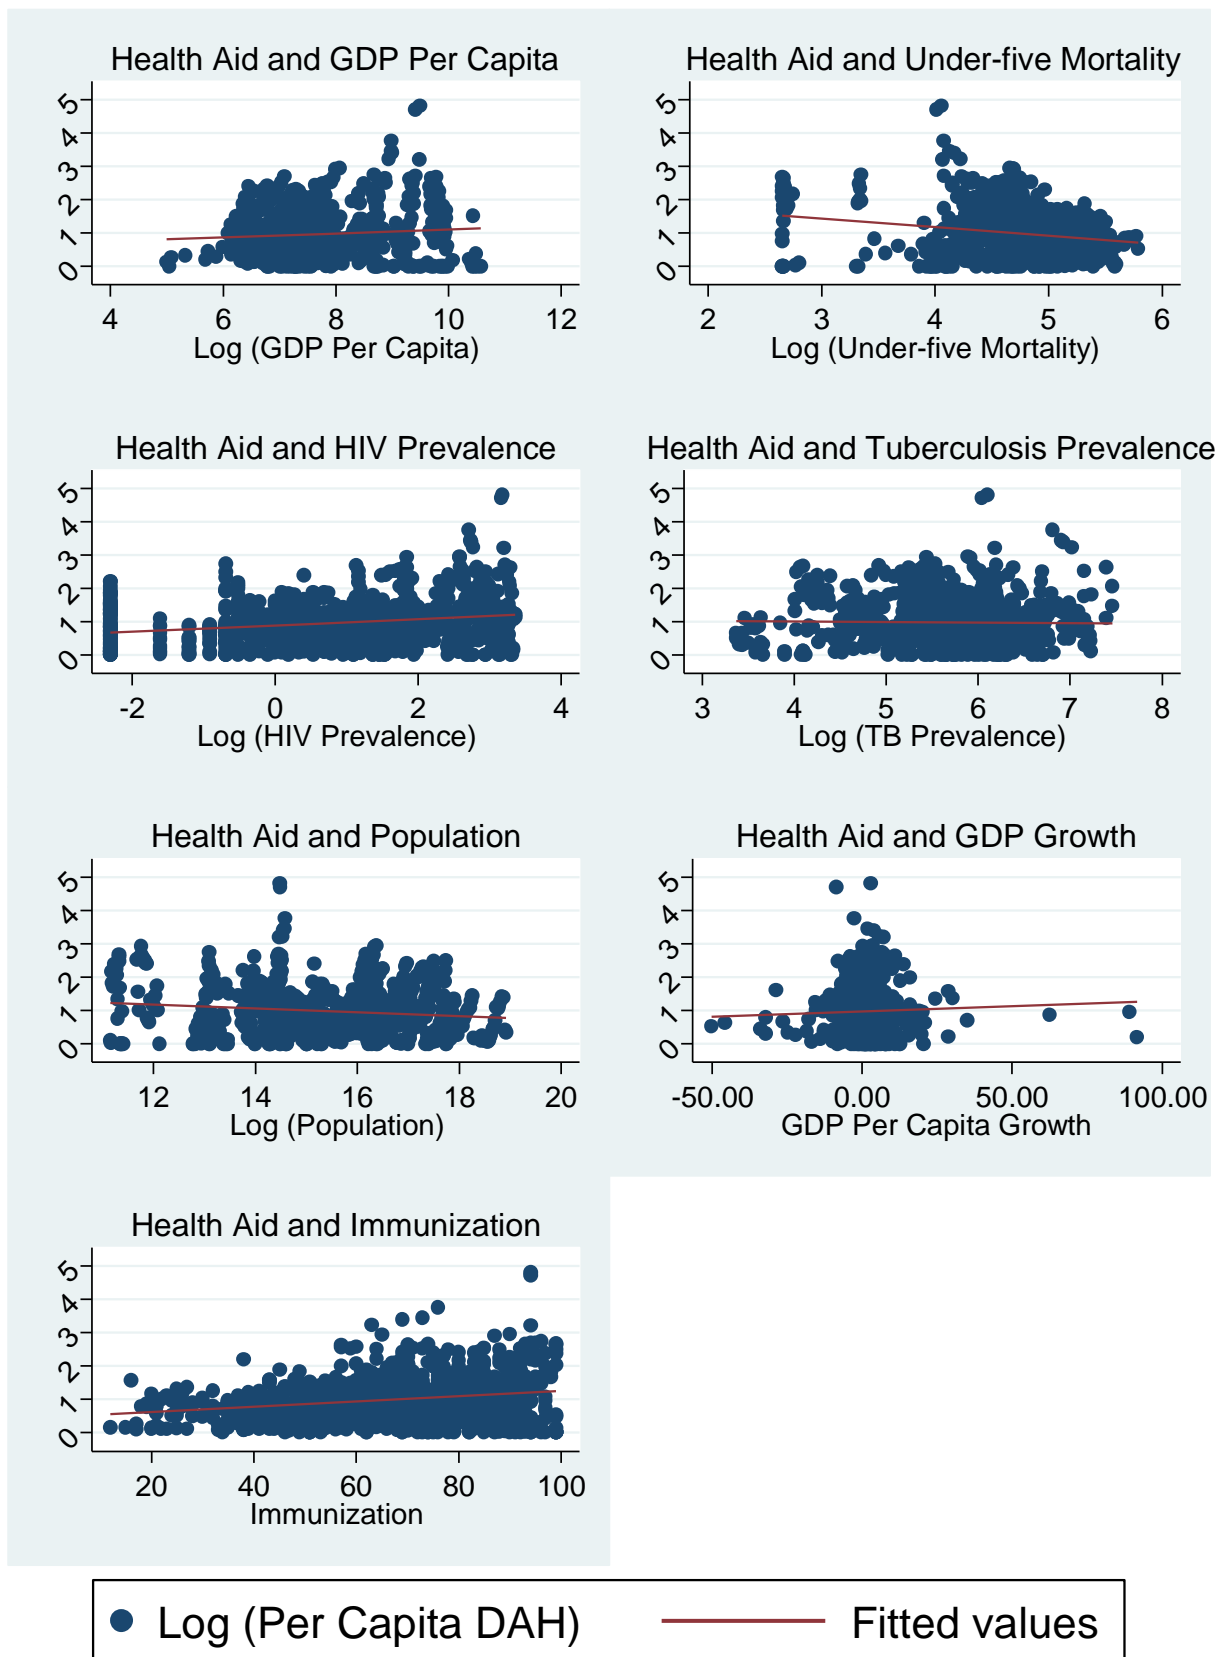 Health Aid and GDP Per Capita
5
4
3
2
1
0
4 6 8 10 12
Log (GDP Per Capita)
Health Aid and Under-five Mortality
5
4
3
2
1
0
2 3 4 5 6
Log (Under-five Mortality)
Health Aid and HIV Prevalence
5
4
3
2
1
0
-2 0 2 4
Log (HIV Prevalence)
Health Aid and Tuberculosis Prevalence
5
4
3
2
1
0
3 4 5 6 7 8
Log (TB Prevalence)
Health Aid and Population
5
4
3
2
1
0
12 14 16 18 20
Log (Population)
Health Aid and GDP Growth
5
4
3
2
1
0
-50.00 0.00 50.00 100.00
GDP Per Capita Growth
Health Aid and Immunization
5
4
3
2
1
0
20 40 60 80 100
Immunization
Log (Per Capita DAH) Fitted values